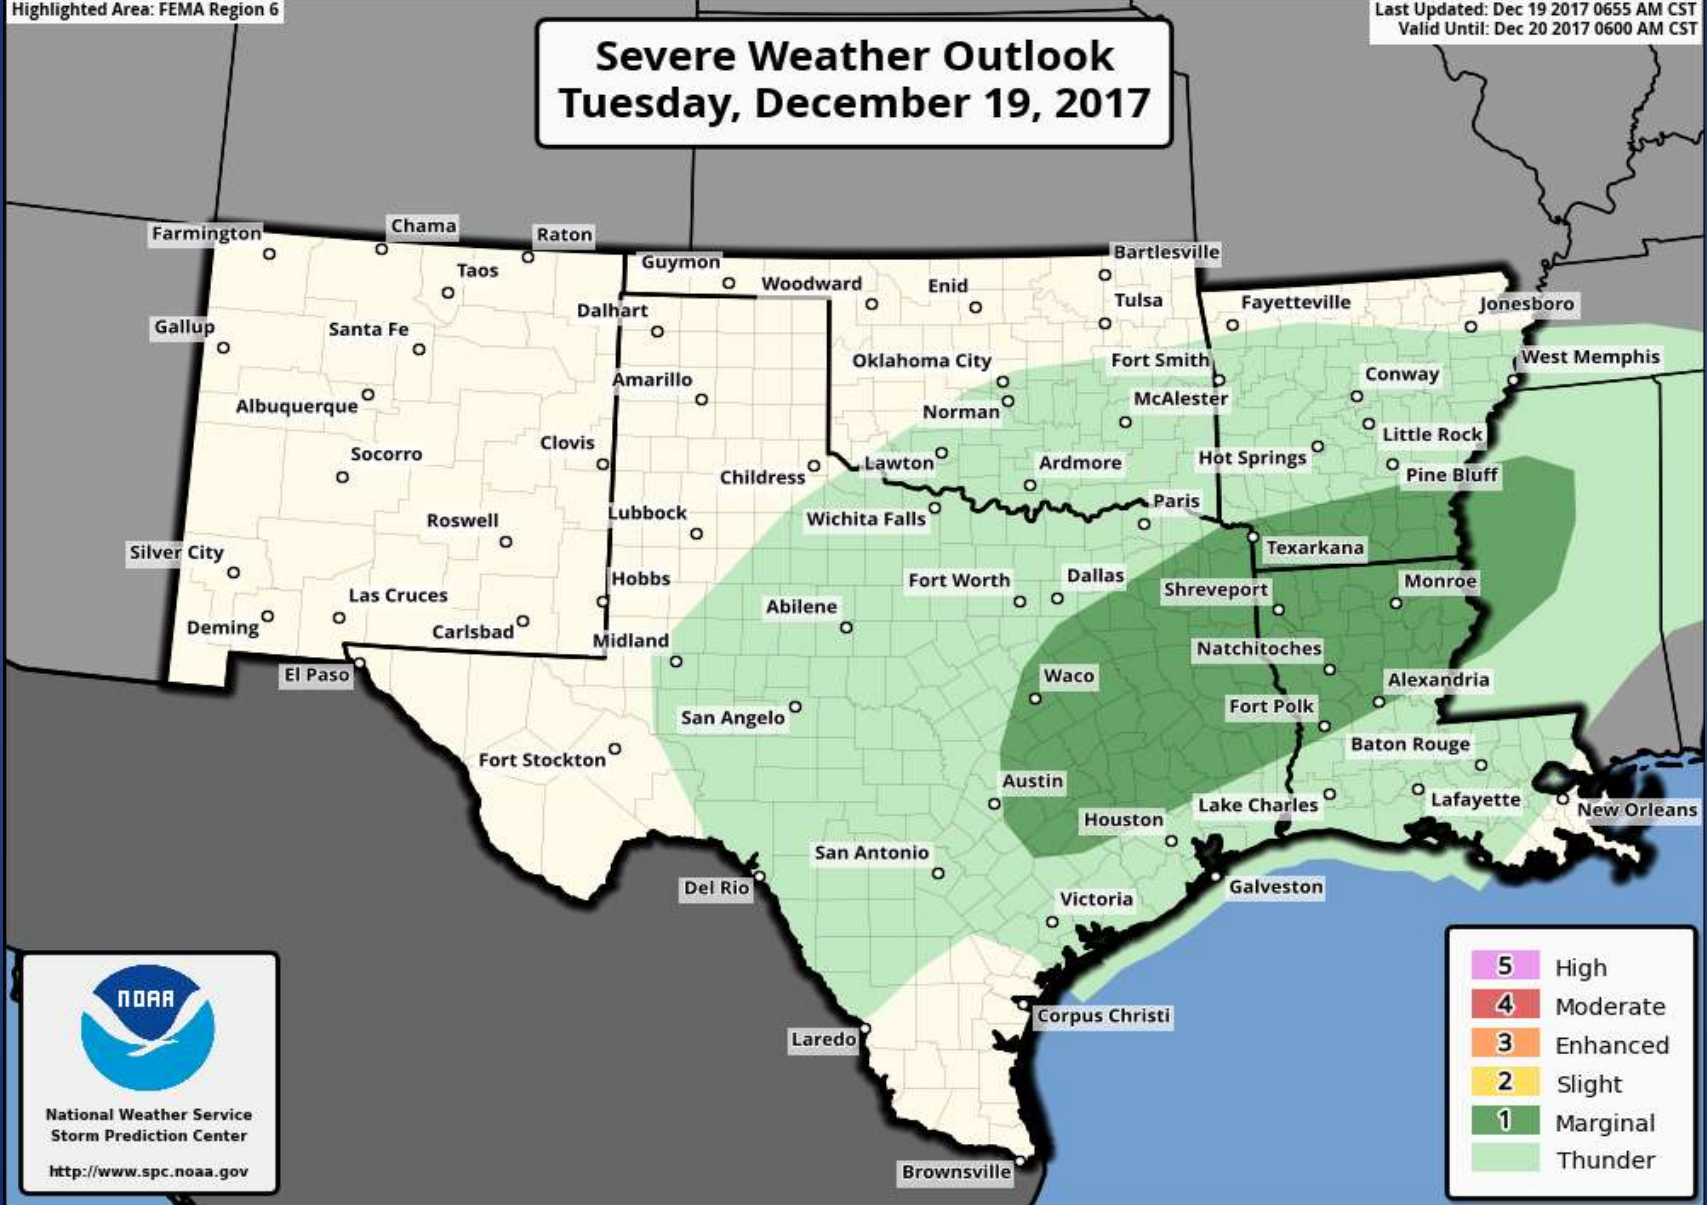 Highlighted Area: FEMA Region 6
Last Updated: Dec 19 2017 0655 AM CST
Valid Until: Dec 20 2017 0600 AM CST
Severe Weather Outlook
Tuesday, December 19, 2017
Farmington
Chama
Raton
Taos
Guymon
Woodward
Enid
Bartlesville
Tulsa
Fayetteville
Jonesboro
Gallup
Santa Fe
Dalhart
Oklahoma City
Fort Smith
West Memphis
Amarillo
Conway
Albuquerque
Norman
McAlester
Little Rock
Socorro
Clovis
Childress
Lawton
Ardmore
Hot Springs
Pine Bluff
Roswell
Lubbock
Wichita Falls
Paris
Silver City
Texarkana
Las Cruces
Hobbs
Fort Worth
Dallas
Shreveport
Monroe
Deming
Carlsbad
Midland
Abilene
Natchitoches
El Paso
Waco
Alexandria
San Angelo
Fort Polk
Fort Stockton
Baton Rouge
Austin
Lake Charles
Lafayette
New Orleans
Houston
San Antonio
Del Rio
Galveston
Victoria
Corpus Christi
Laredo
Brownsville
NOAA
National Weather Service
Storm Prediction Center
http://www.spc.noaa.gov
5 High
4 Moderate
3 Enhanced
2 Slight
1 Marginal
Thunder